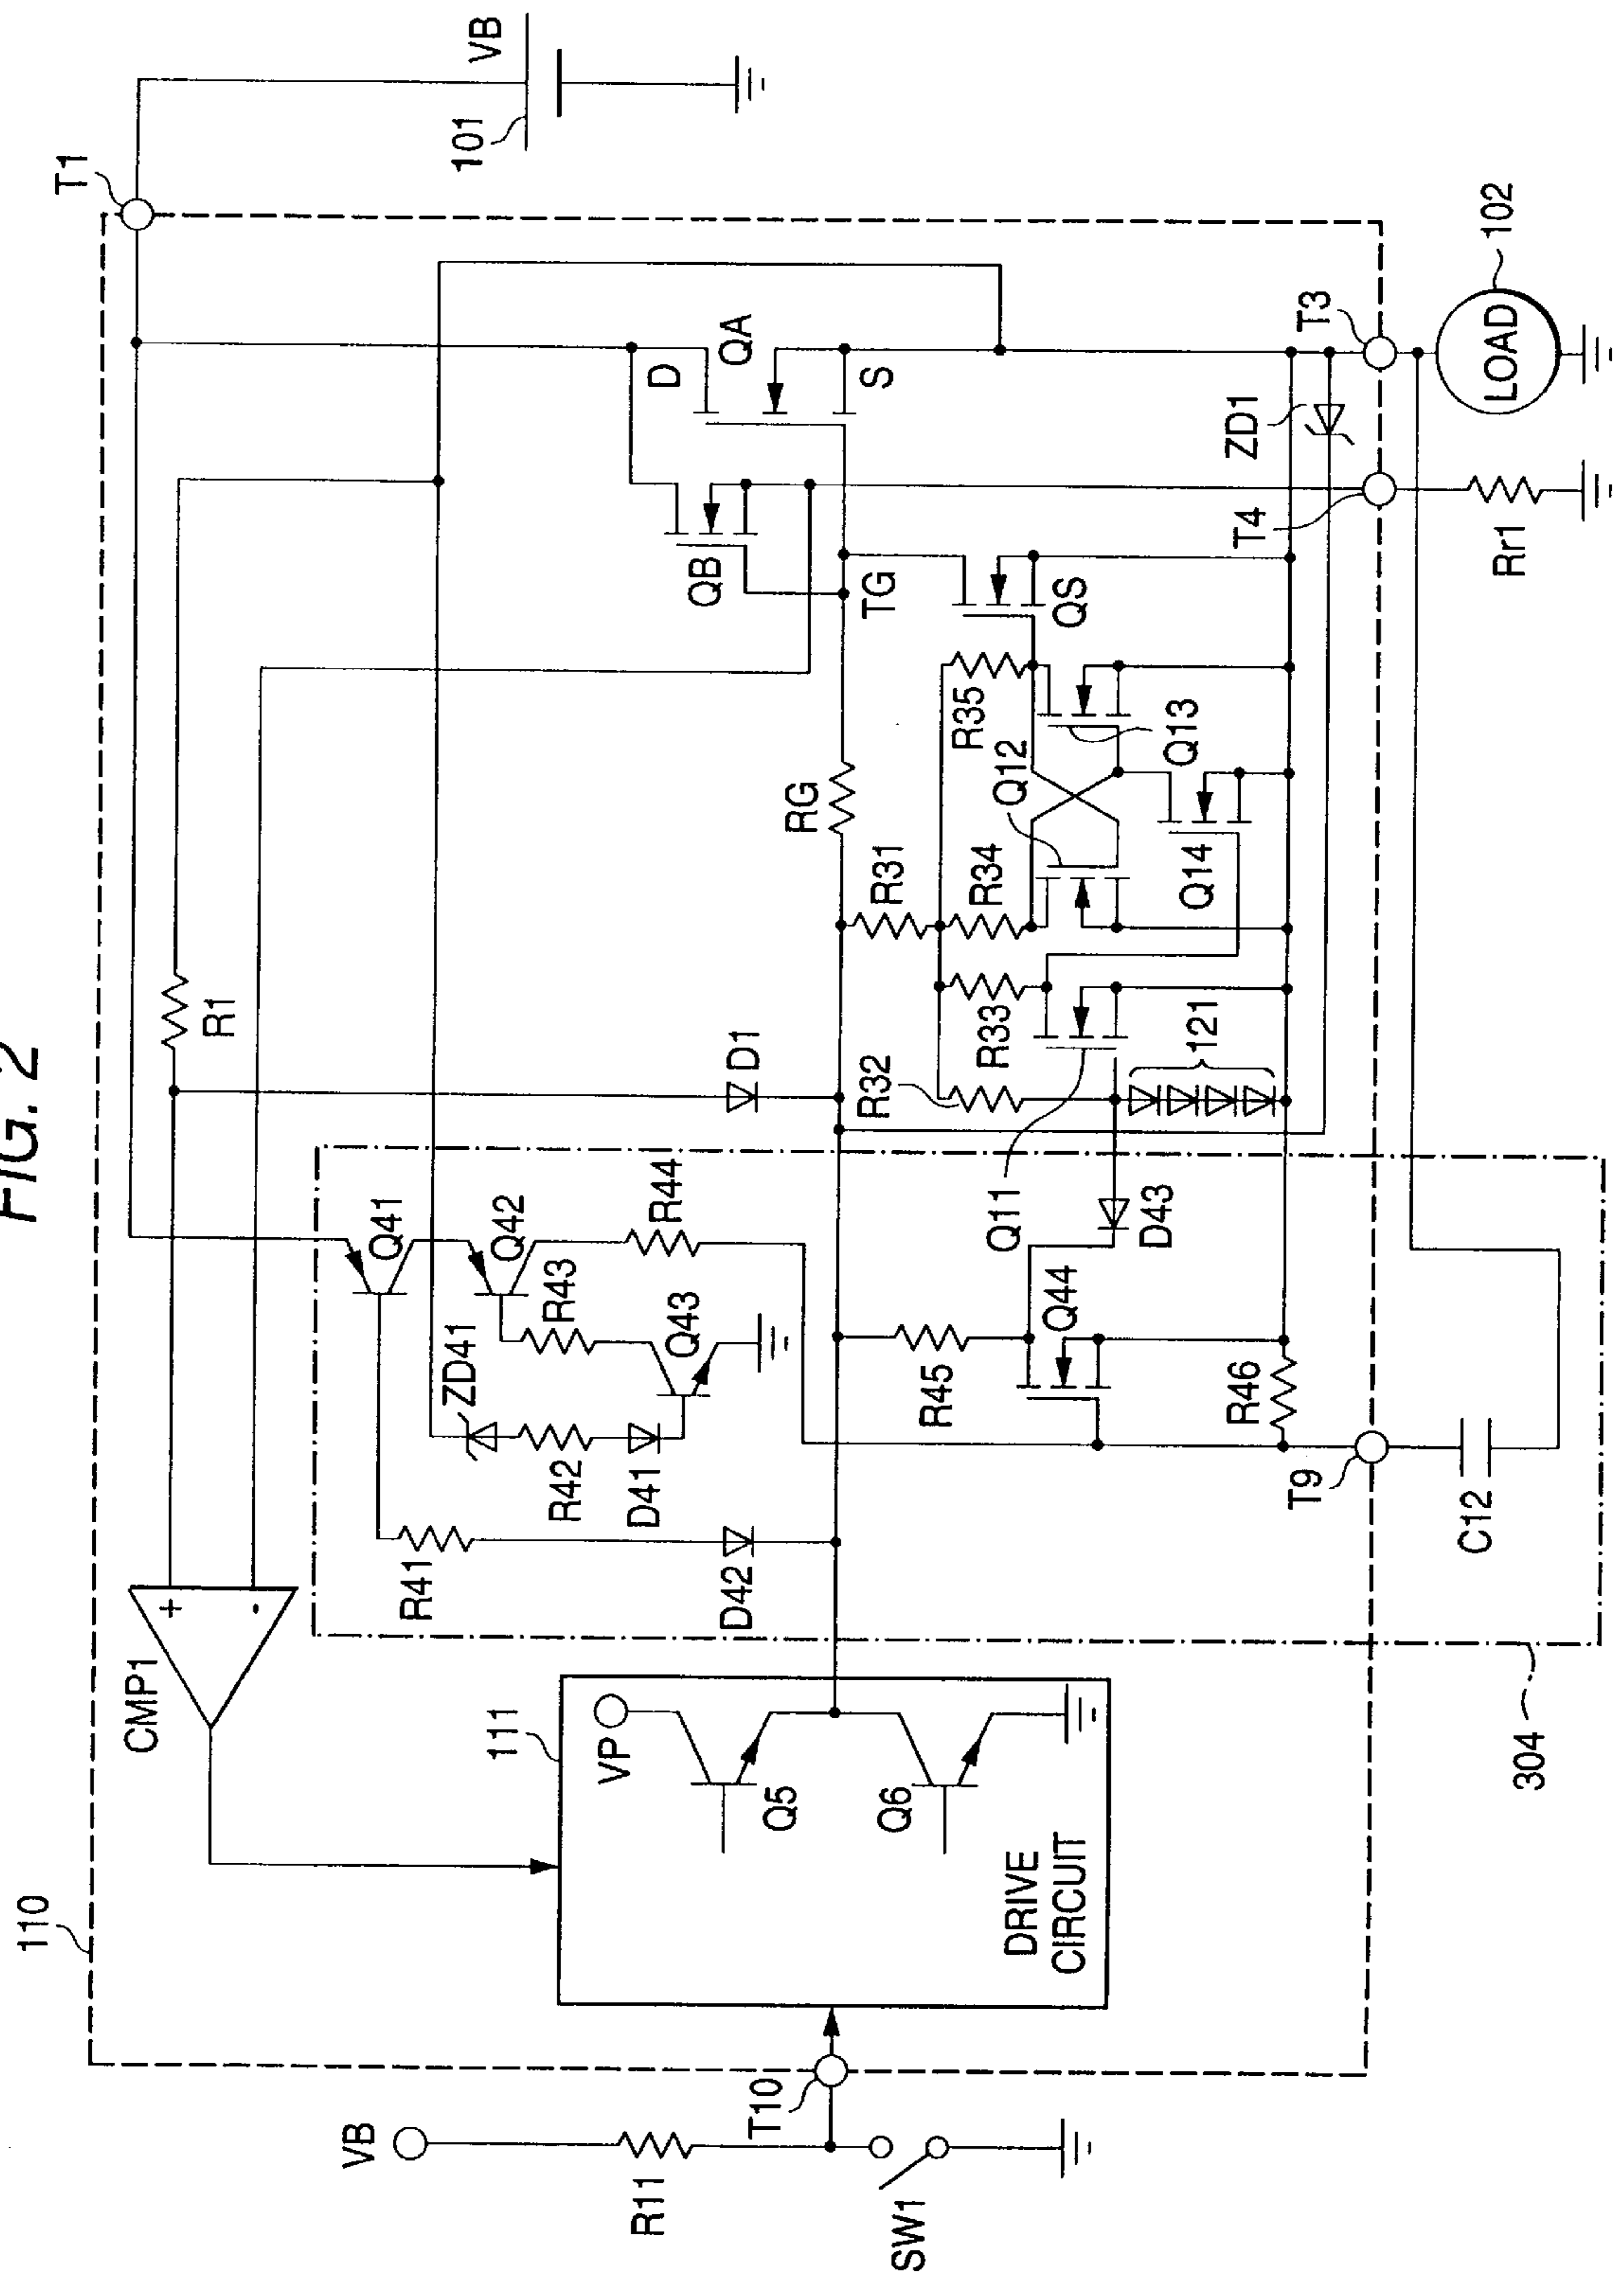 FIG. 2
110
T1
VB
101
CMP1
+
-
R1
D1
Q41
Q42
R43
R44
ZD41
Q43
R42
D41
R41
D42
111
VP
Q5
Q6
DRIVE
CIRCUIT
VB
R11
T10
SW1
D
QA
S
QB
TG
RG
R31
R32
R33
R34
R35
QS
Q12
Q13
Q14
Q11
121
D43
Q44
R45
R46
T9
C12
304
ZD1
T3
T4
Rr1
LOAD
102